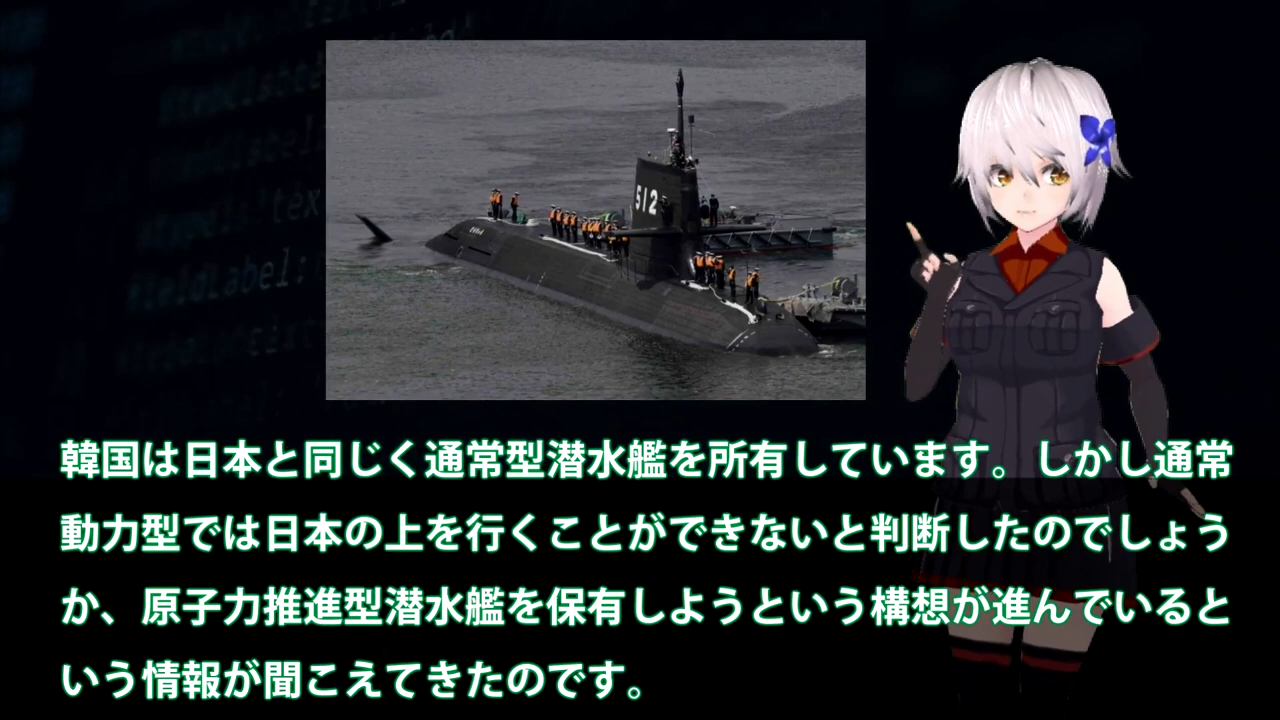 512
韓国は日本と同じく通常型潜水艦を所有しています。しかし通常
動力型では日本の上を行くことができないと判断したのでしょう
か、原子力推進型潜水艦を保有しようという構想が進んでいると
いう情報が聞こえてきたのです。